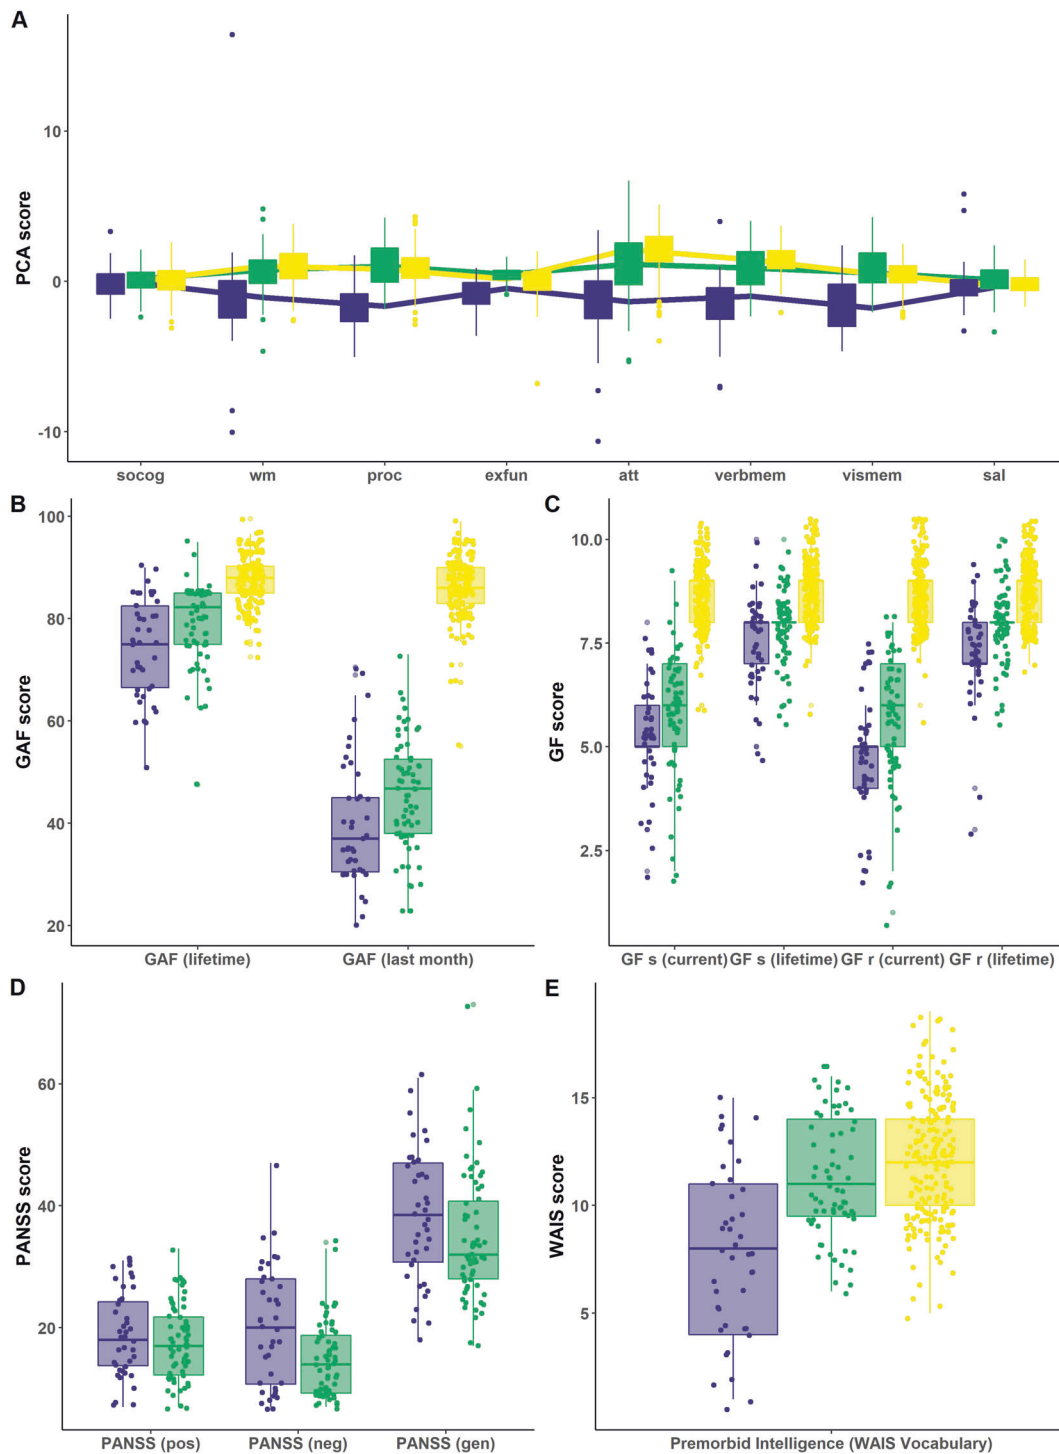 A
PCA score
10
0
-10
socog wm proc exfun att verbmem vismem sal
B
GAF score
100
80
60
40
20
GAF (lifetime) GAF (last month)
C
GF score
10.0
7.5
5.0
2.5
GF s (current) GF s (lifetime) GF r (current) GF r (lifetime)
D
PANSS score
60
40
20
PANSS (pos) PANSS (neg) PANSS (gen)
E
WAIS score
15
10
5
Premorbid Intelligence (WAIS Vocabulary)